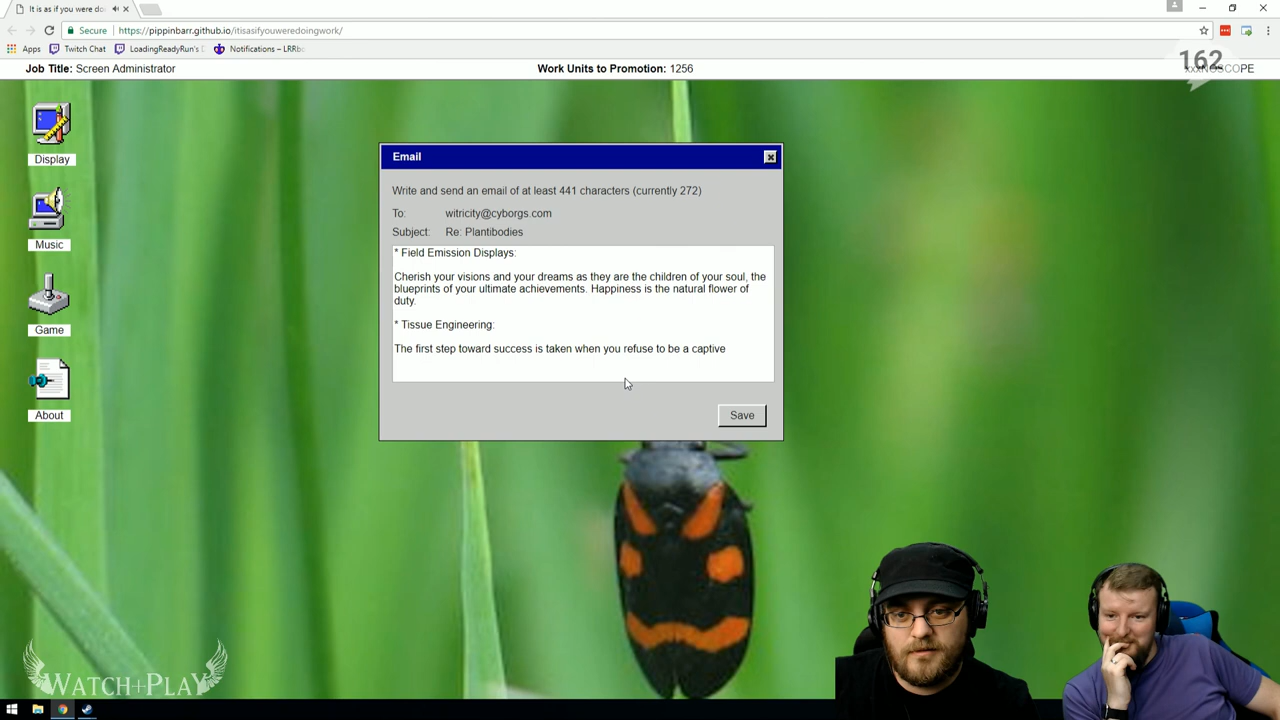 It is as if you were do
Secure
https://pippinbarr.github.io/itisasifyouweredoingwork/
Apps
Twitch Chat
LoadingReadyRun's D
Notifications – LRRbo
Job Title: Screen Administrator
Work Units to Promotion: 1256
162
xxxNOSCOPE
Display
Music
Game
About
Email
Write and send an email of at least 441 characters (currently 272)
To: witricity@cyborgs.com
Subject: Re: Plantibodies
* Field Emission Displays:
Cherish your visions and your dreams as they are the children of your soul, the
blueprints of your ultimate achievements. Happiness is the natural flower of
duty.
* Tissue Engineering:
The first step toward success is taken when you refuse to be a captive
Save
WATCH+PLAY